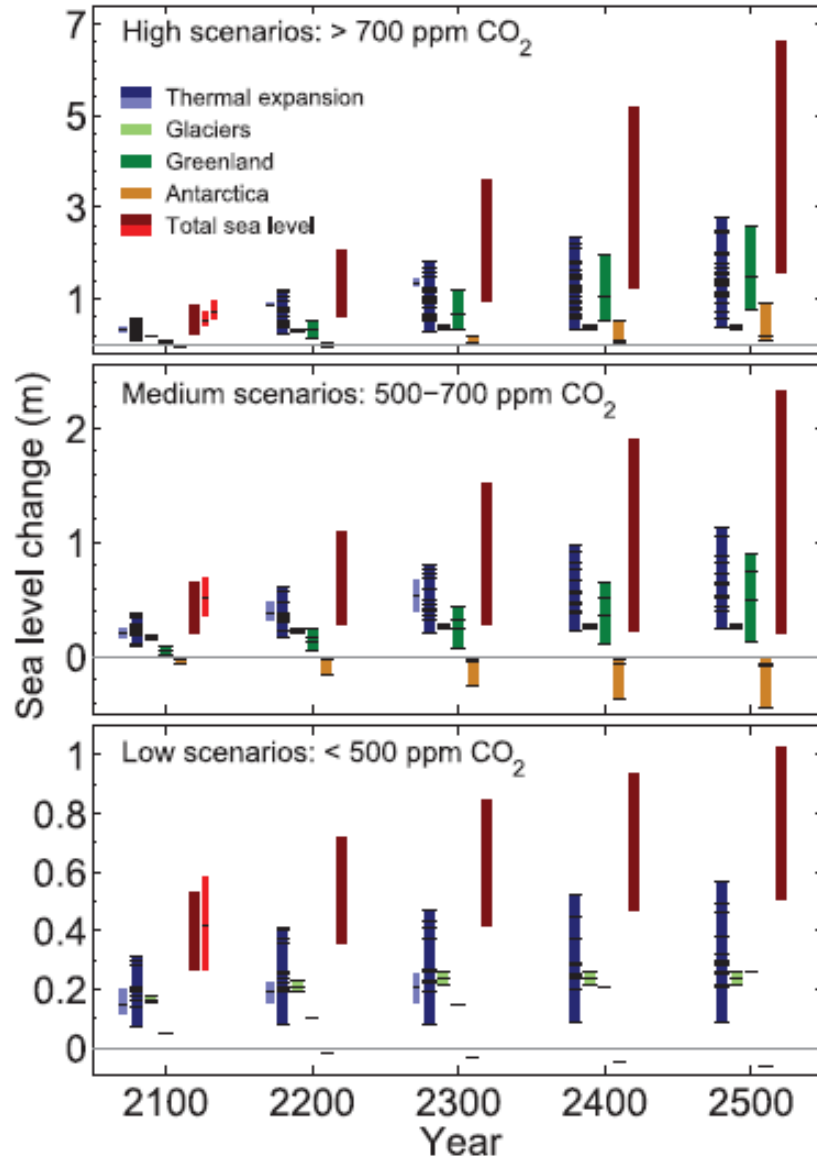 High scenarios: > 700 ppm CO2
Thermal expansion
Glaciers
Greenland
Antarctica
Total sea level
7
5
3
1
Medium scenarios: 500–700 ppm CO2
2
1
0
Sea level change (m)
Low scenarios: < 500 ppm CO2
1
0.8
0.6
0.4
0.2
0
2100 2200 2300 2400 2500
Year